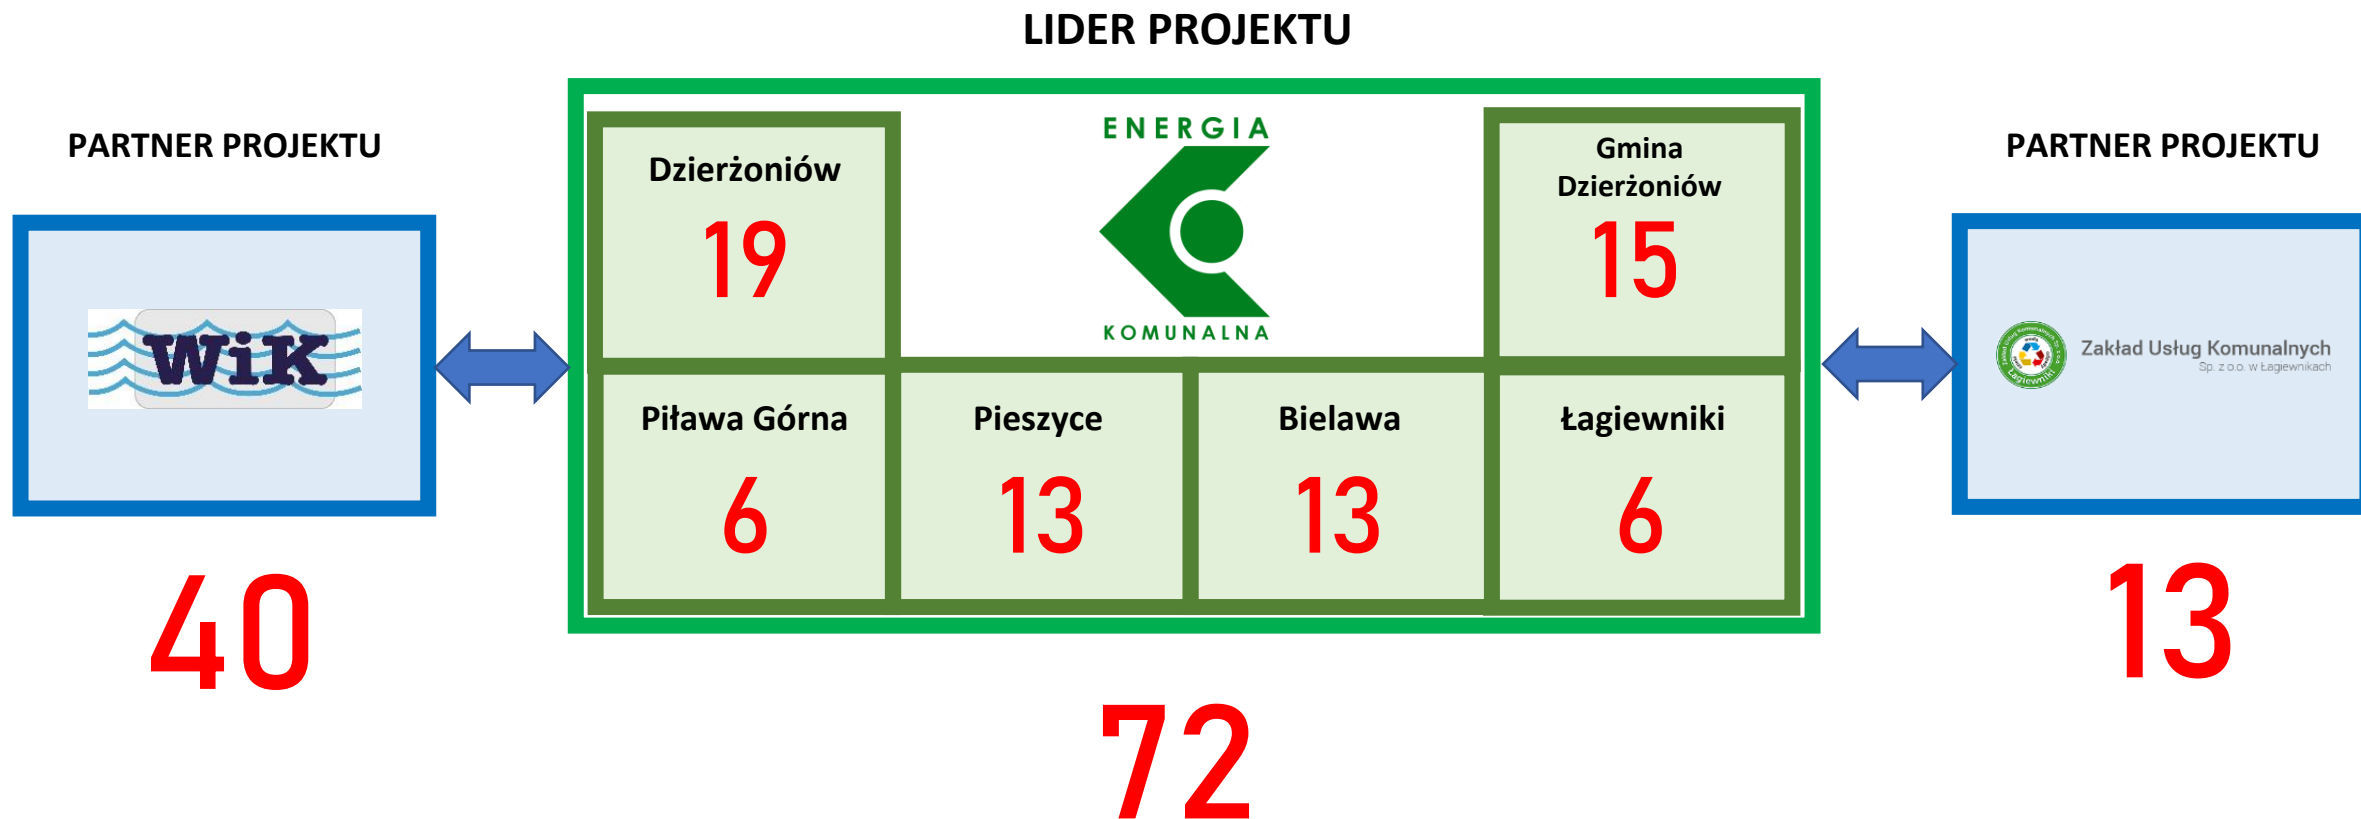 LIDER PROJEKTU
PARTNER PROJEKTU
WiK
40
ENERGIA
KOMUNALNA
Dzierżoniów
19
Gmina
Dzierżoniów
15
Piława Górna
6
Pieszyce
13
Bielawa
13
Łagiewniki
6
72
PARTNER PROJEKTU
Łagiewniki
Zakład Usług Komunalnych
Sp. z o.o. w Łagiewnikach
13